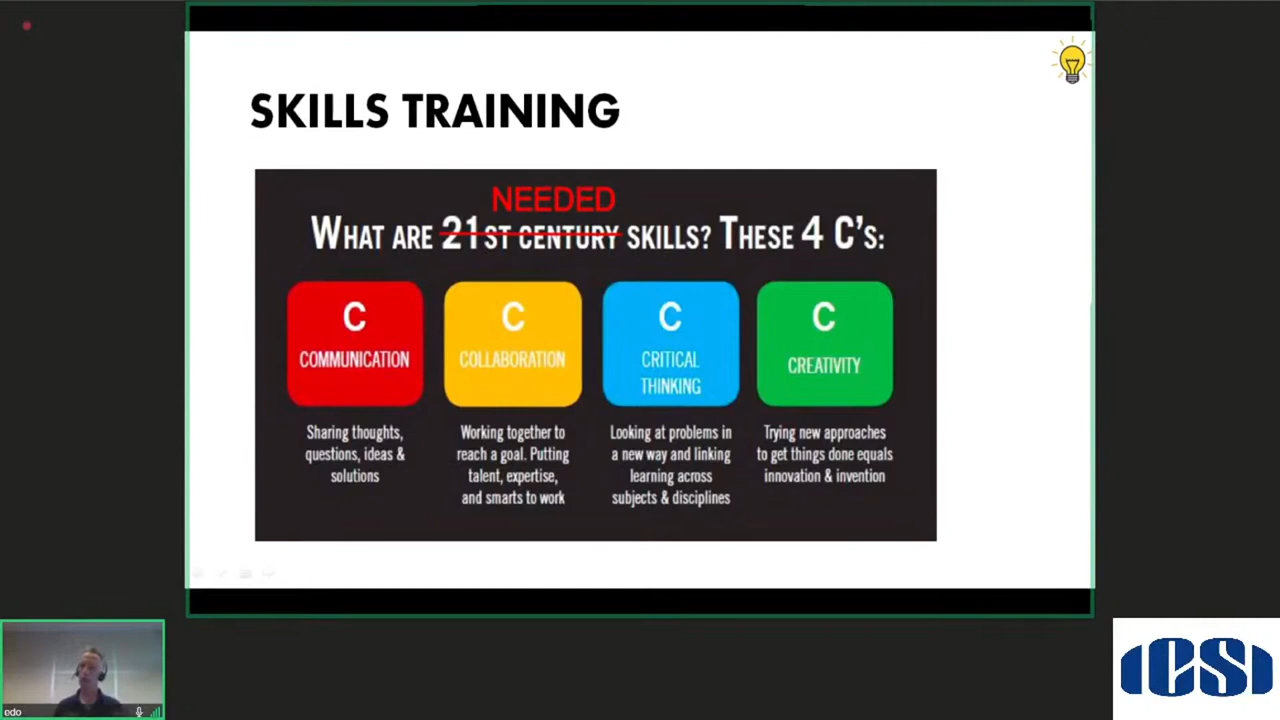 SKILLS TRAINING
NEEDED
WHAT ARE 21ST CENTURY SKILLS? THESE 4 C'S:
C
COMMUNICATION
Sharing thoughts,
questions, ideas &
solutions
C
COLLABORATION
Working together to
reach a goal. Putting
talent, expertise,
and smarts to work
C
CRITICAL
THINKING
Looking at problems in
a new way and linking
learning across
subjects & disciplines
C
CREATIVITY
Trying new approaches
to get things done equals
innovation & invention
edo
ICSI